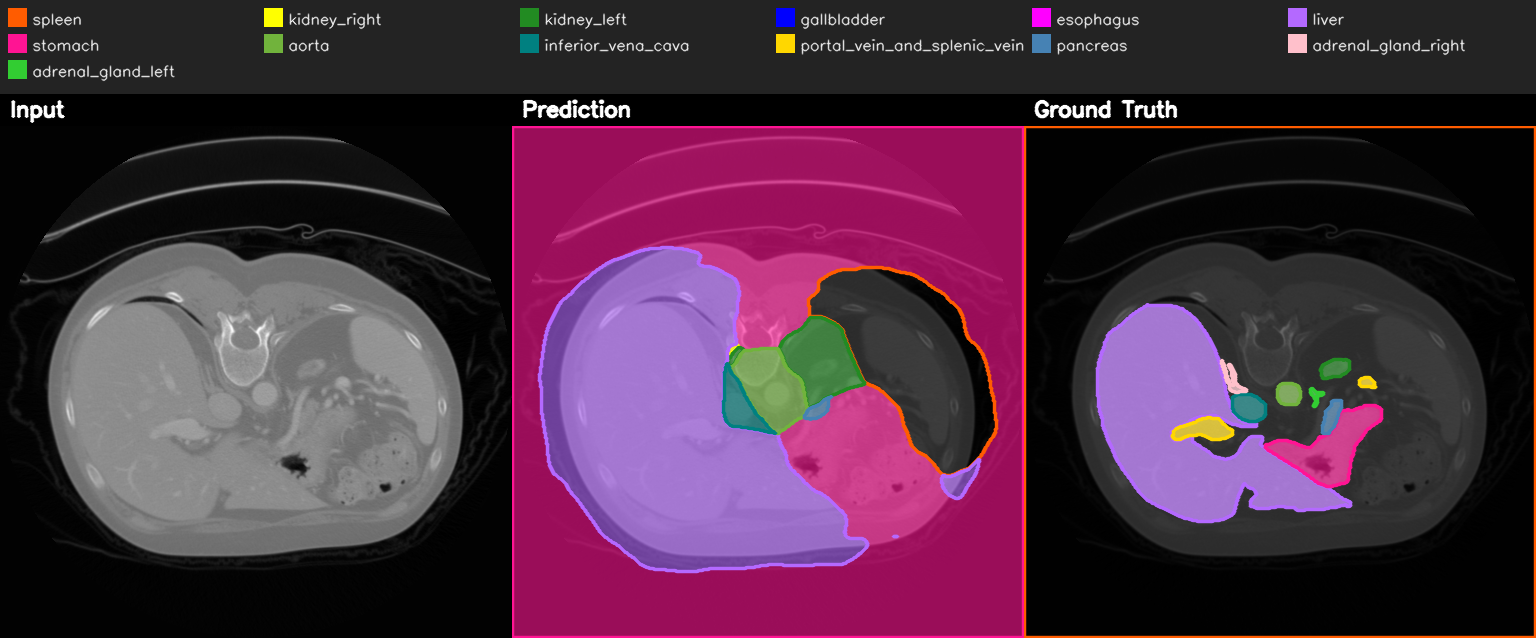 spleen kidney_right kidney_left gallbladder esophagus liver
stomach aorta inferior_vena_cava portal_vein_and_splenic_vein pancreas adrenal_gland_right
adrenal_gland_left
Input Prediction Ground Truth